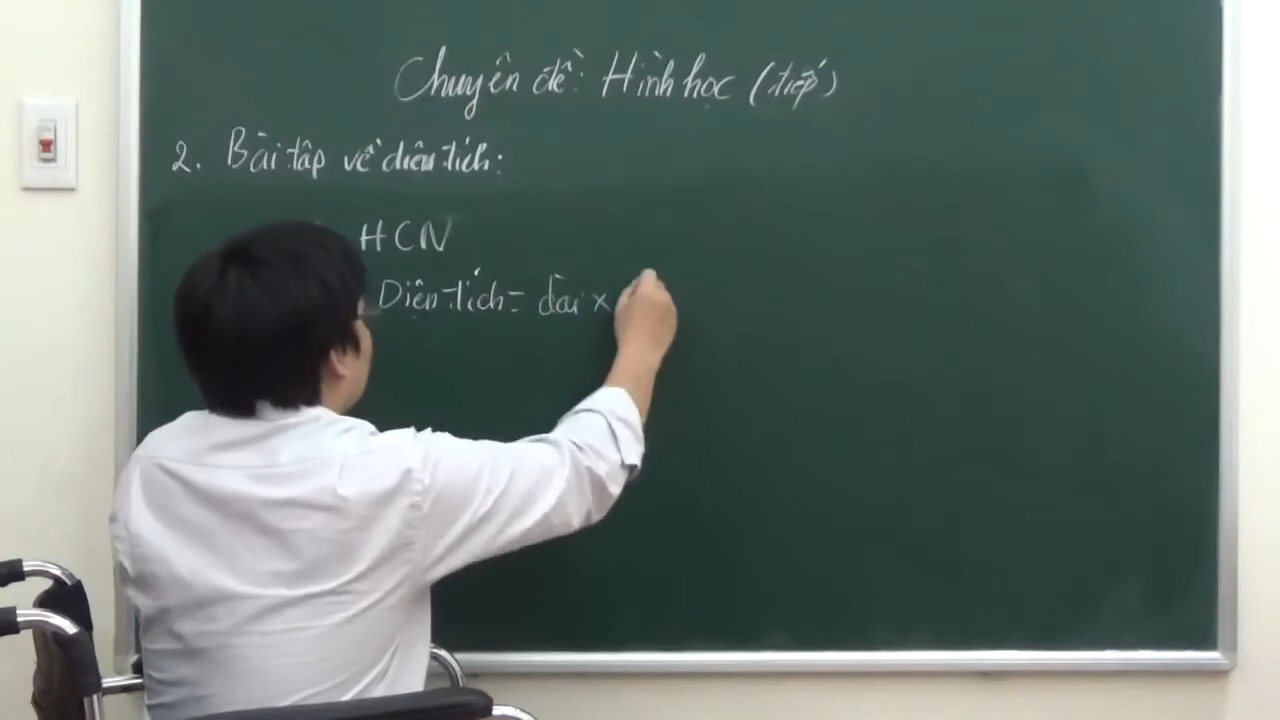 Chuyên đề: Hình học (tiếp)
2. Bài tập về diện tích:
HCN
Diện tích = dài ×